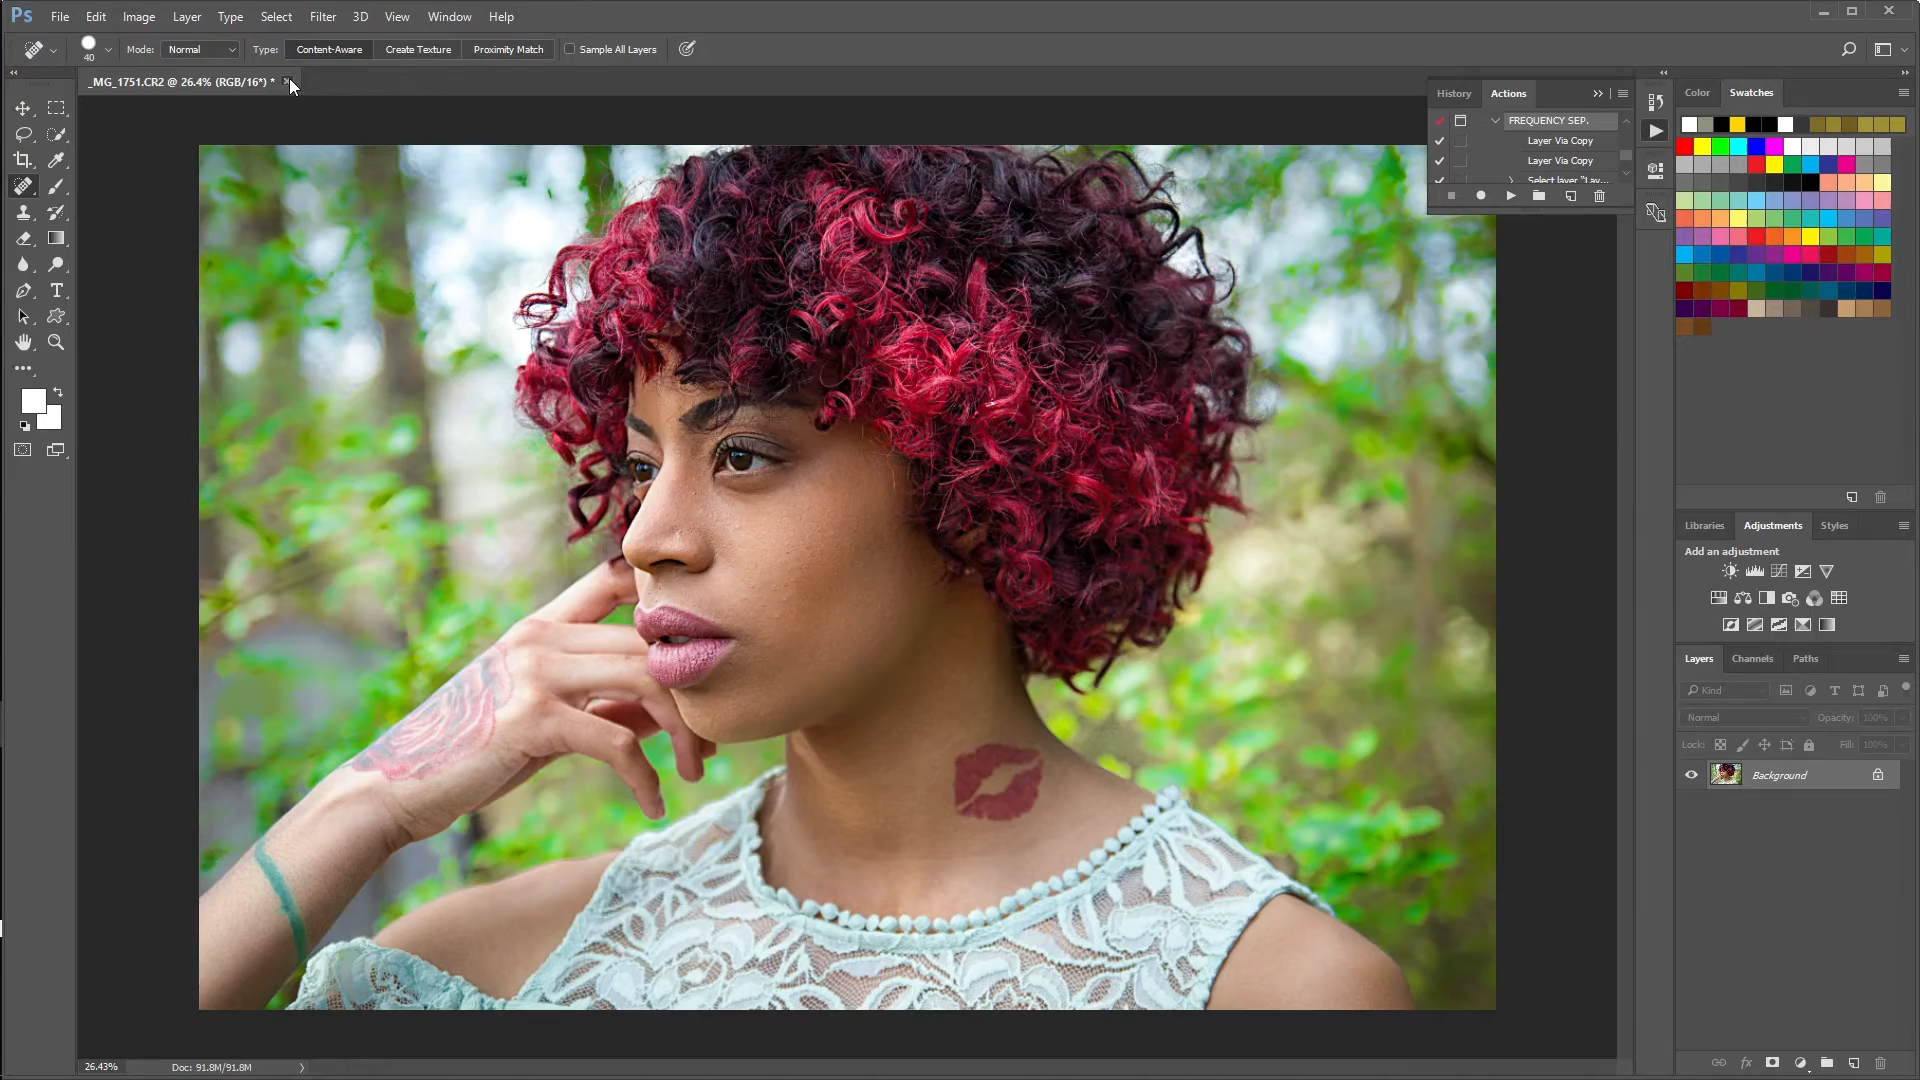 Ps File Edit Image Layer Type Select Filter 3D View Window Help
40 Mode: Normal Type: Content-Aware Create Texture Proximity Match Sample All Layers
_MG_1751.CR2 @ 26.4% (RGB/16*) *
History Actions
FREQUENCY SEP.
Layer Via Copy
Layer Via Copy
Select layer "Lay...
Color Swatches
Libraries Adjustments Styles
Add an adjustment
Layers Channels Paths
Kind
Normal Opacity: 100%
Lock: Fill: 100%
Background
fx
26.43% Doc: 91.8M/91.8M